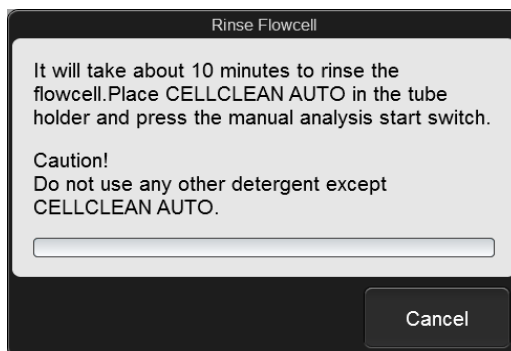 Rinse Flowcell
It will take about 10 minutes to rinse the
flowcell.Place CELLCLEAN AUTO in the tube
holder and press the manual analysis start switch.
Caution!
Do not use any other detergent except
CELLCLEAN AUTO.
Cancel